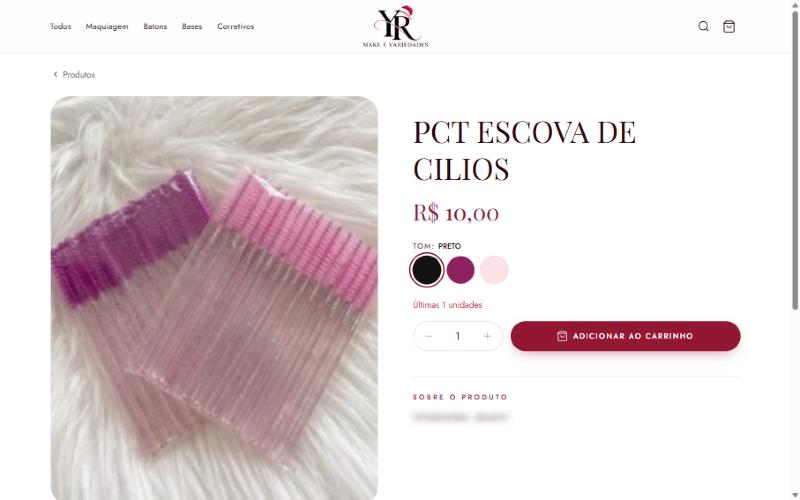 Todos
Maquiagem
Batons
Bases
Corretivos
YR
MAKE E VARIEDADES
Produtos
PCT ESCOVA DE
CILIOS
R$ 10,00
TOM: PRETO
Últimas 1 unidades
1
ADICIONAR AO CARRINHO
SOBRE O PRODUTO